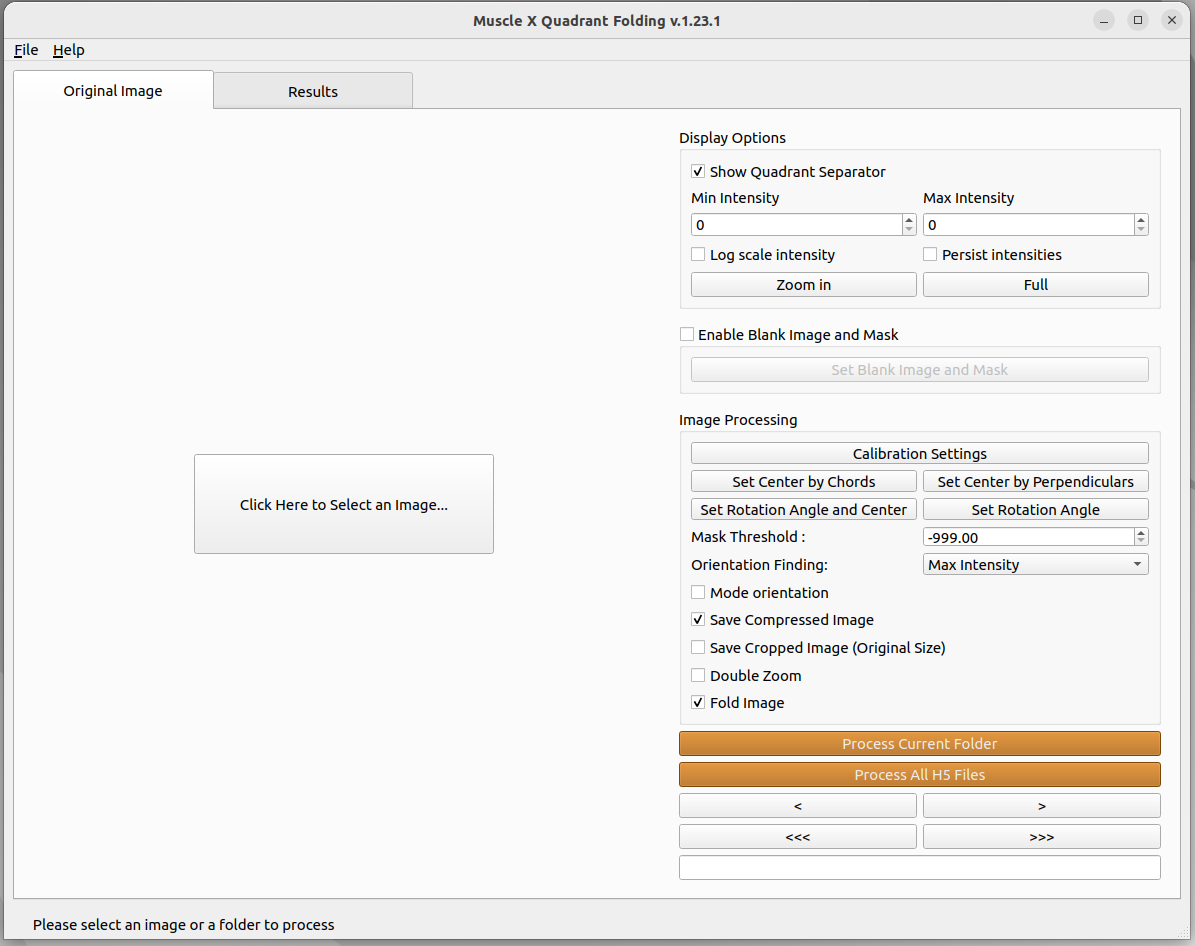 Muscle X Quadrant Folding v.1.23.1
File Help
Original Image Results
Display Options
Show Quadrant Separator
Min Intensity Max Intensity
0 0
Log scale intensity Persist intensities
Zoom in Full
Enable Blank Image and Mask
Set Blank Image and Mask
Image Processing
Calibration Settings
Set Center by Chords Set Center by Perpendiculars
Set Rotation Angle and Center Set Rotation Angle
Mask Threshold : -999.00
Orientation Finding: Max Intensity
Mode orientation
Save Compressed Image
Save Cropped Image (Original Size)
Double Zoom
Fold Image
Click Here to Select an Image...
Process Current Folder
Process All H5 Files
< >
<<< >>>
Please select an image or a folder to process